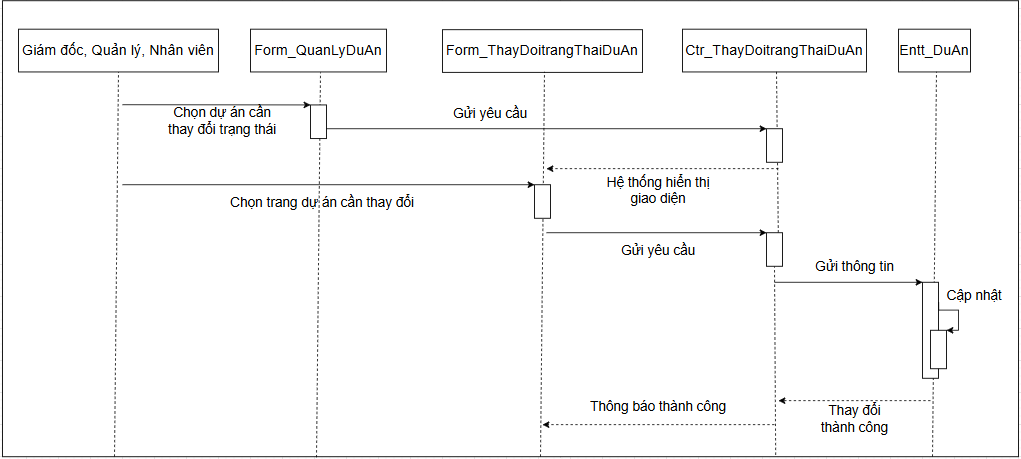 Giám đốc, Quản lý, Nhân viên
Form_QuanLyDuAn
Form_ThayDoitrangThaiDuAn
Ctr_ThayDoitrangThaiDuAn
Entt_DuAn
Chọn dự án cần
thay đổi trạng thái
Gửi yêu cầu
Hệ thống hiển thị
giao diện
Chọn trang dự án cần thay đổi
Gửi yêu cầu
Gửi thông tin
Cập nhật
Thay đổi
thành công
Thông báo thành công